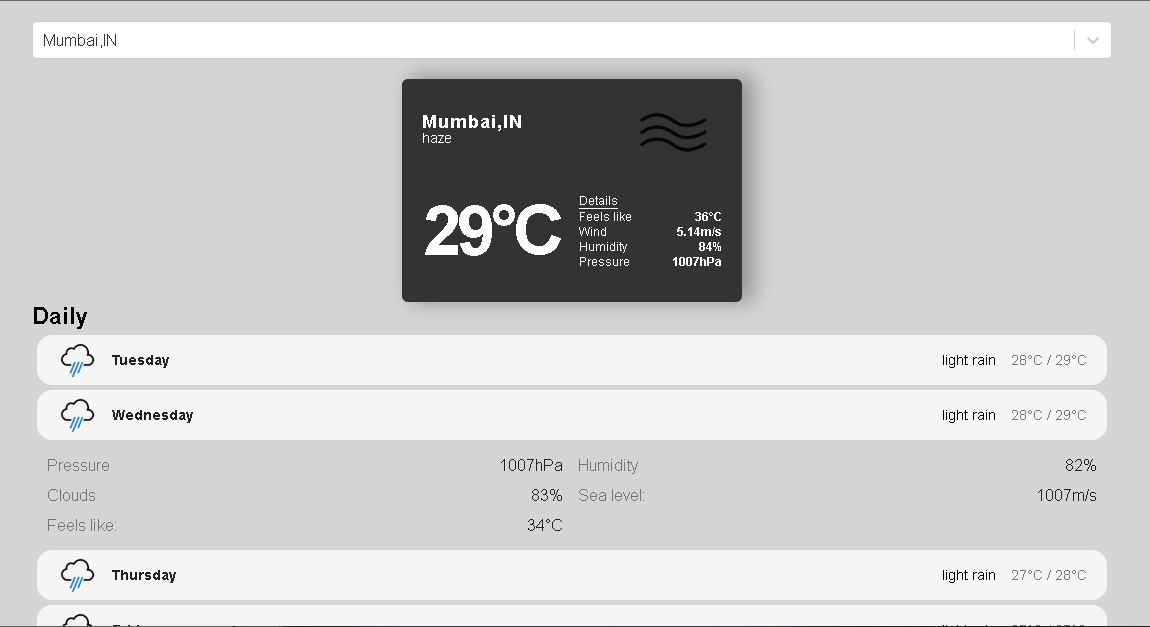 Mumbai,IN
Mumbai,IN
haze
29°C
Details
Feels like 36°C
Wind 5.14m/s
Humidity 84%
Pressure 1007hPa
Daily
Tuesday light rain 28°C / 29°C
Wednesday light rain 28°C / 29°C
Pressure 1007hPa Humidity 82%
Clouds 83% Sea level: 1007m/s
Feels like: 34°C
Thursday light rain 27°C / 28°C